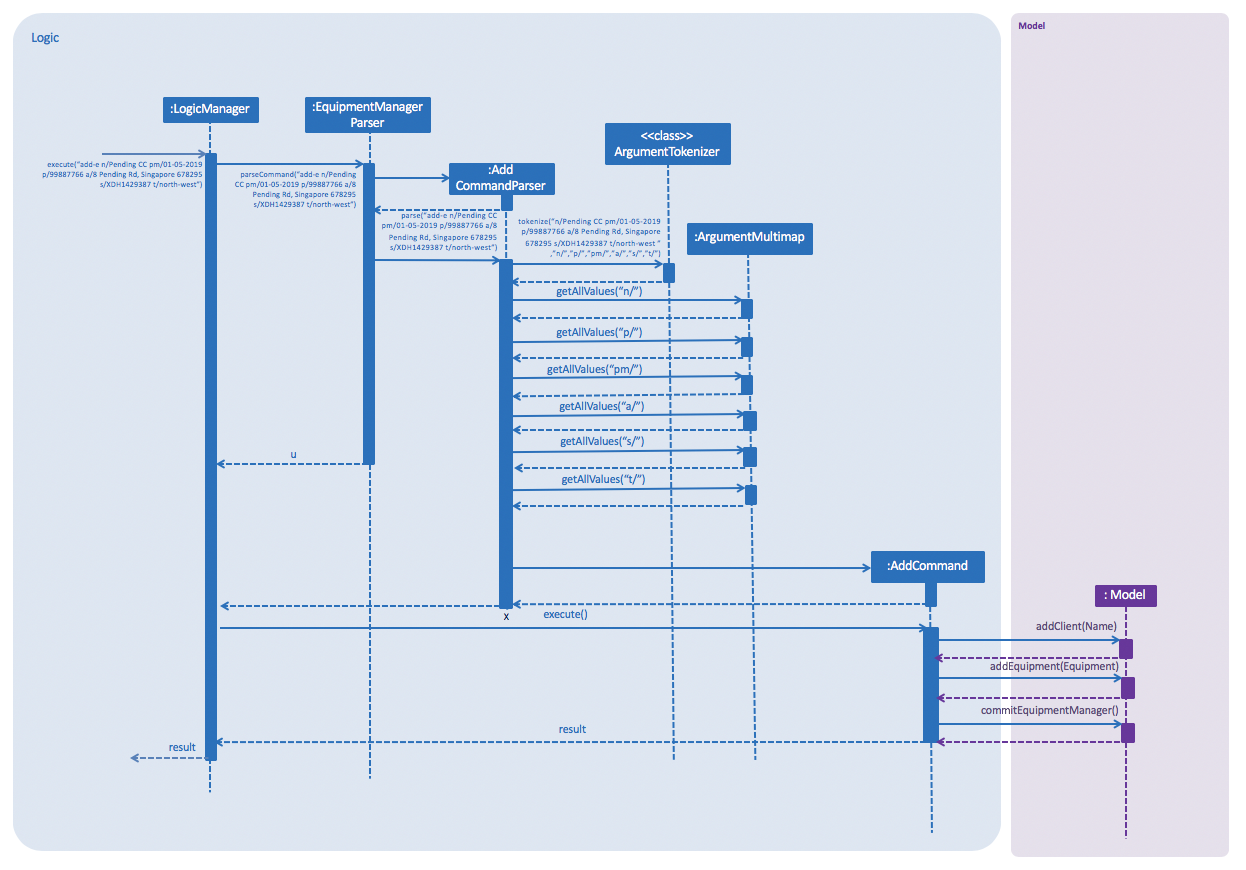 Logic
Model
:LogicManager
:EquipmentManager
Parser
<<class>>
ArgumentTokenizer
:Add
CommandParser
:ArgumentMultimap
execute("add-e n/Pending CC pm/01-05-2019
p/99887766 a/8 Pending Rd, Singapore 678295
s/XDH1429387 t/north-west")
parseCommand("add-e n/Pending
CC pm/01-05-2019 p/99887766 a/8
Pending Rd, Singapore 678295
s/XDH1429387 t/north-west")
parse("add-e n/Pending CC
pm/01-05-2019 p/99887766 a/8
Pending Rd, Singapore 678295
s/XDH1429387 t/north-west")
tokenize("n/Pending CC pm/01-05-2019
p/99887766 a/8 Pending Rd, Singapore
678295 s/XDH1429387 t/north-west "
,"n/","p/","pm/","a/","s/","t/")
getAllValues("n/")
getAllValues("p/")
getAllValues("pm/")
getAllValues("a/")
getAllValues("s/")
u
getAllValues("t/")
:AddCommand
: Model
execute()
x
addClient(Name)
addEquipment(Equipment)
commitEquipmentManager()
result
result